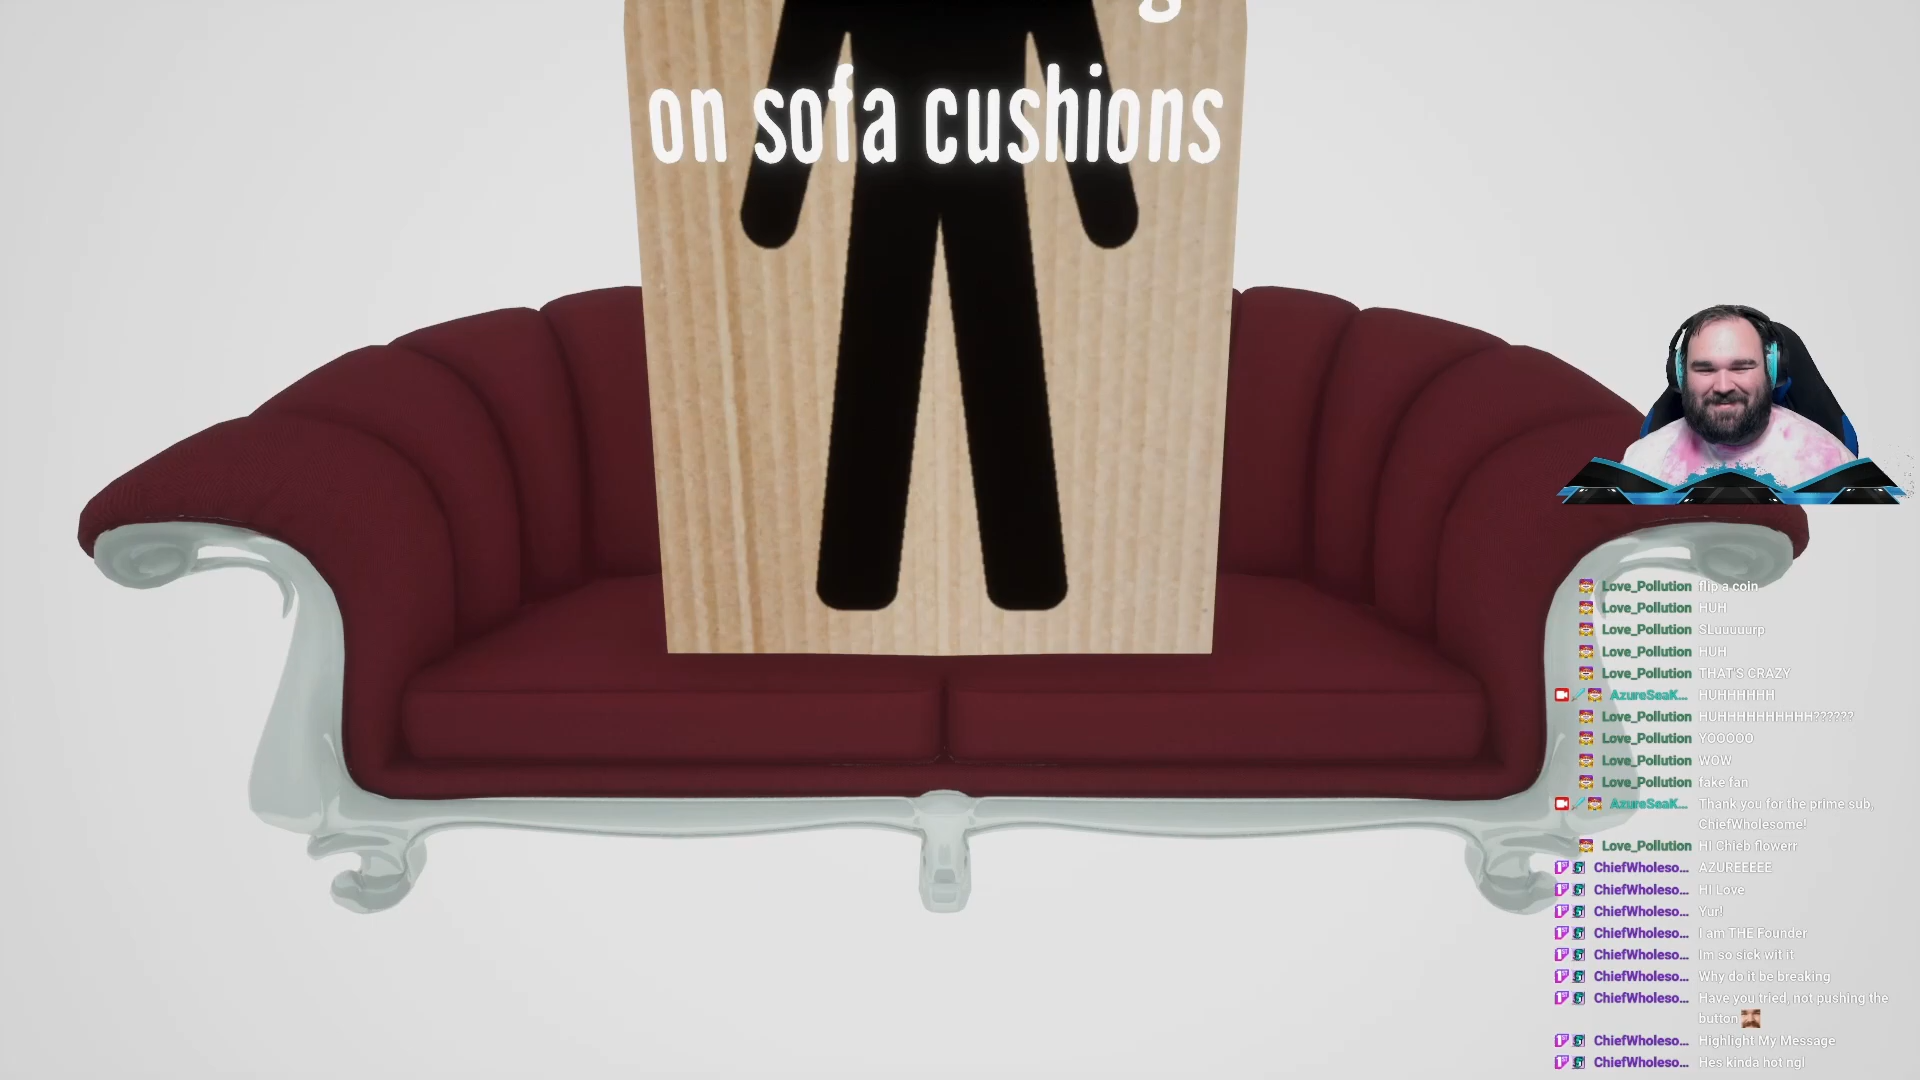 on sofa cushions
Love_Pollution flip a coin
Love_Pollution HUH
Love_Pollution SLuuuuurp
Love_Pollution HUH
Love_Pollution THAT'S CRAZY
AzureSeaK... HUHHHHHH
Love_Pollution HUHHHHHHHHHH??????
Love_Pollution YOOOOO
Love_Pollution WOW
Love_Pollution fake fan
AzureSeaK... Thank you for the prime sub,
ChiefWholesome!
Love_Pollution HI Chieb flowerr
ChiefWholeso... AZUREEEEE
ChiefWholeso... HI Love
ChiefWholeso... Yur!
ChiefWholeso... I am THE Founder
ChiefWholeso... Im so sick wit it
ChiefWholeso... Why do it be breaking
ChiefWholeso... Have you tried, not pushing the
button
ChiefWholeso... Highlight My Message
ChiefWholeso... Hes kinda hot ngl